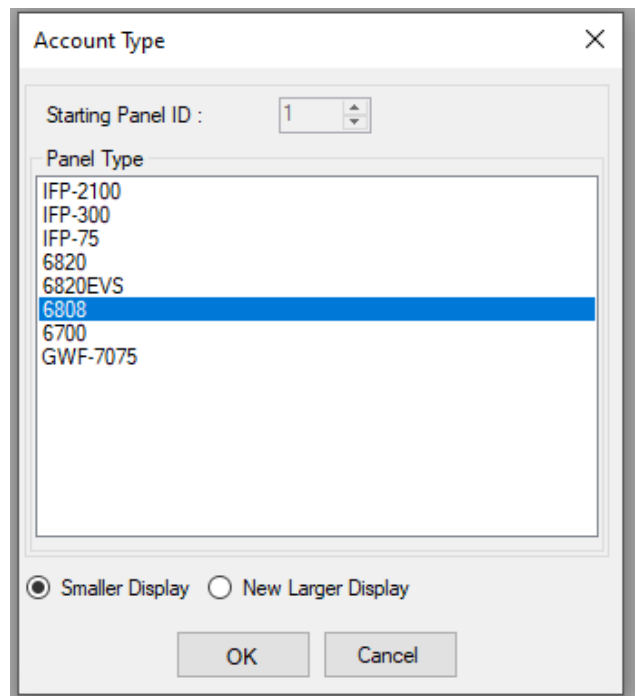 Account Type
Starting Panel ID :
1
Panel Type
IFP-2100
IFP-300
IFP-75
6820
6820EVS
6808
6700
GWF-7075
Smaller Display New Larger Display
OK Cancel